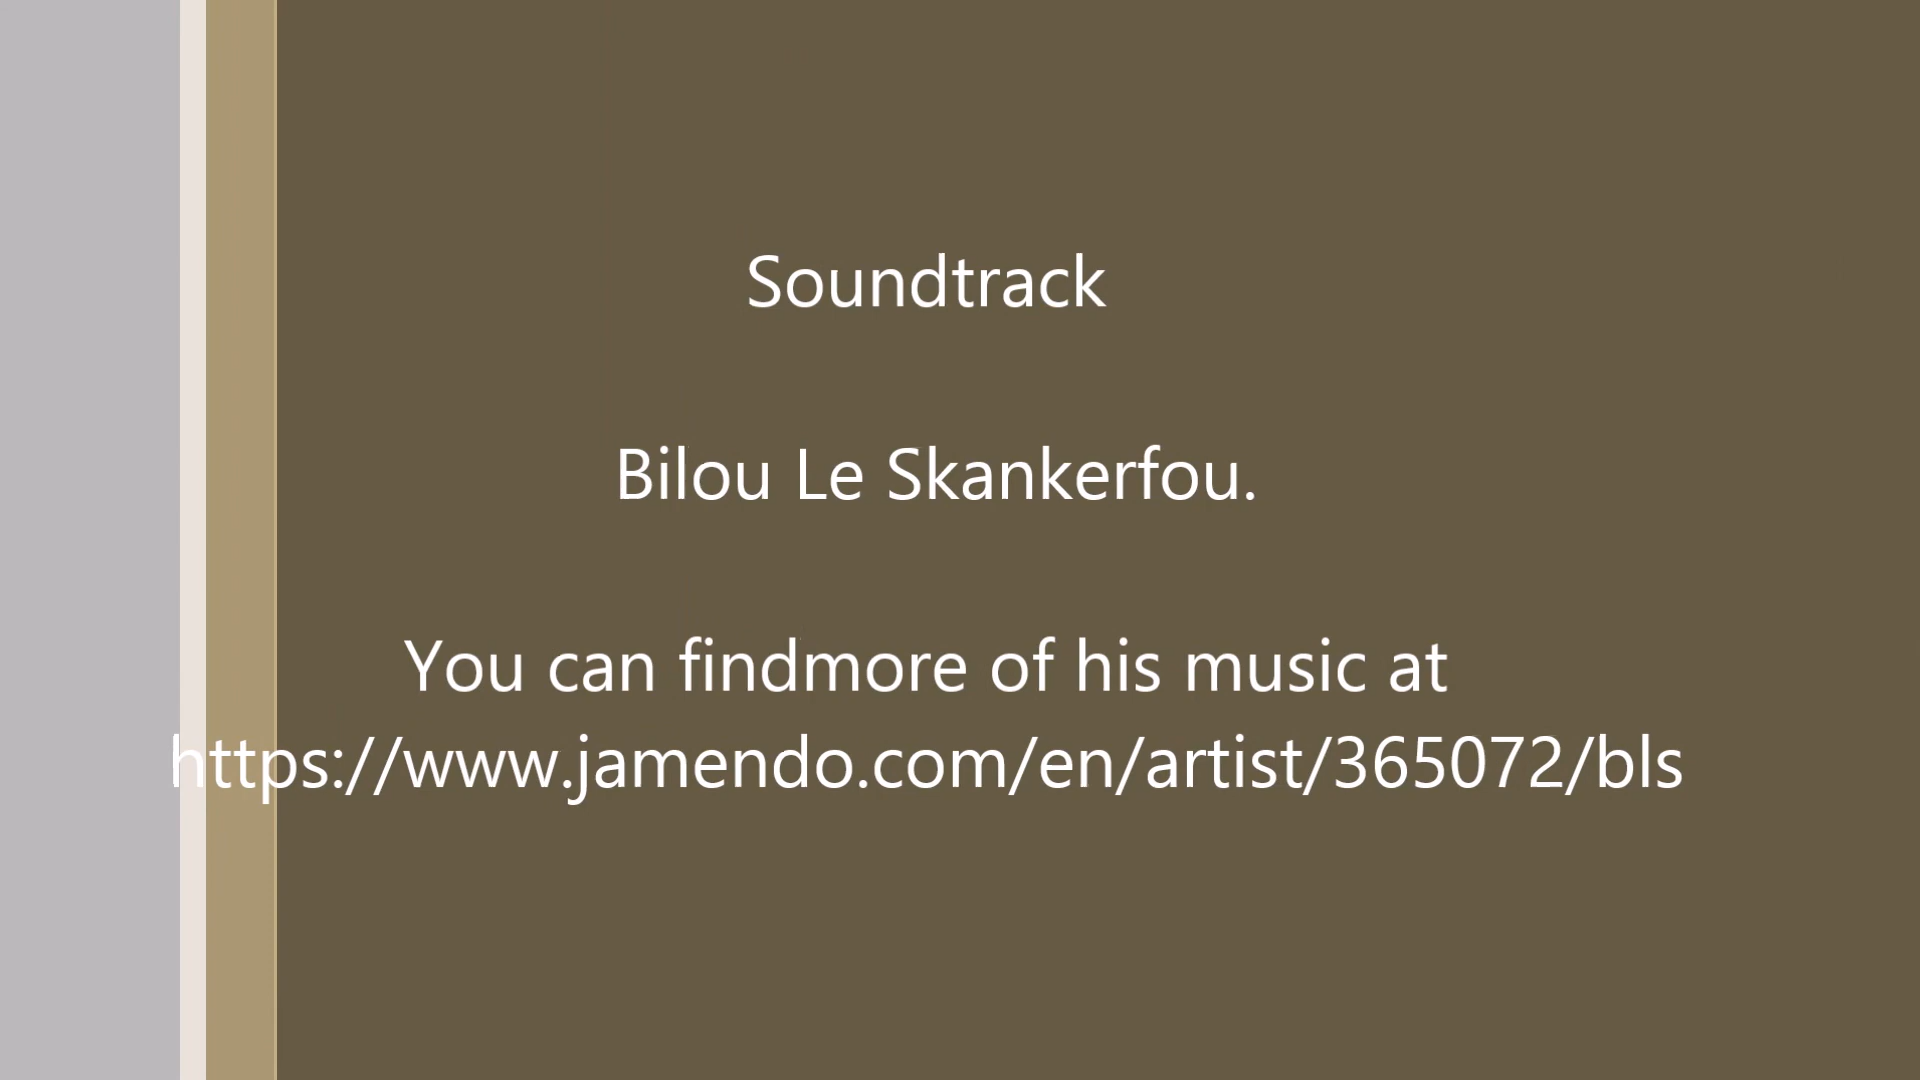 Soundtrack
Bilou Le Skankerfou.
You can findmore of his music at
https://www.jamendo.com/en/artist/365072/bls